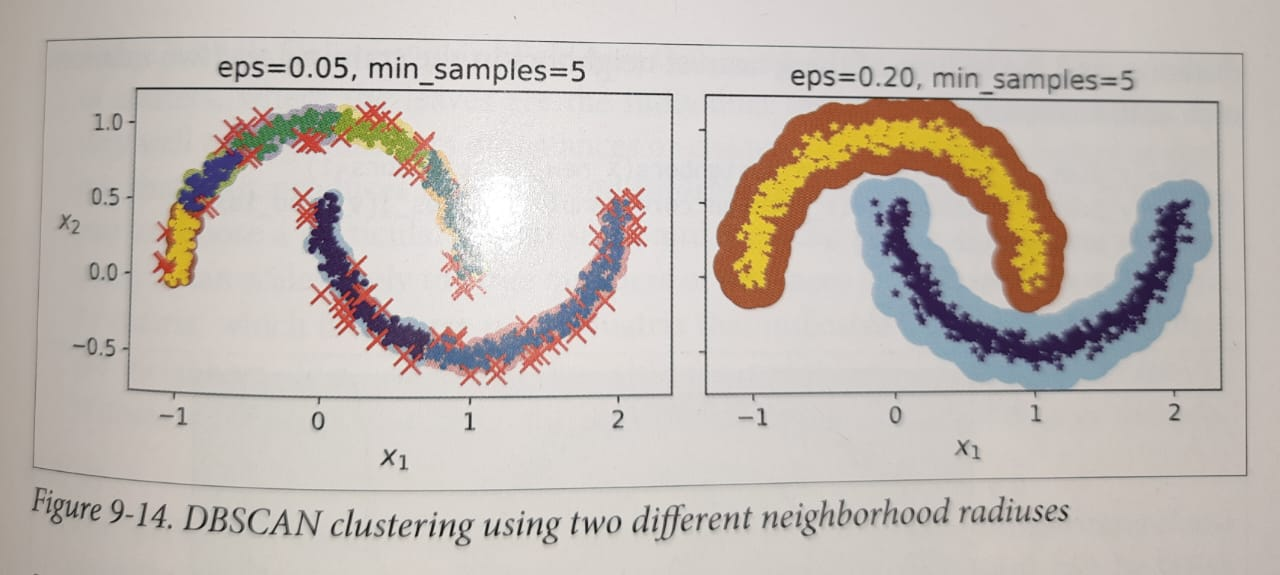 eps=0.05, min_samples=5
eps=0.20, min_samples=5
1.0
0.5
x₂
0.0
−0.5
−1
0
1
2
x₁
−1
0
1
2
x₁
Figure 9-14. DBSCAN clustering using two different neighborhood radiuses